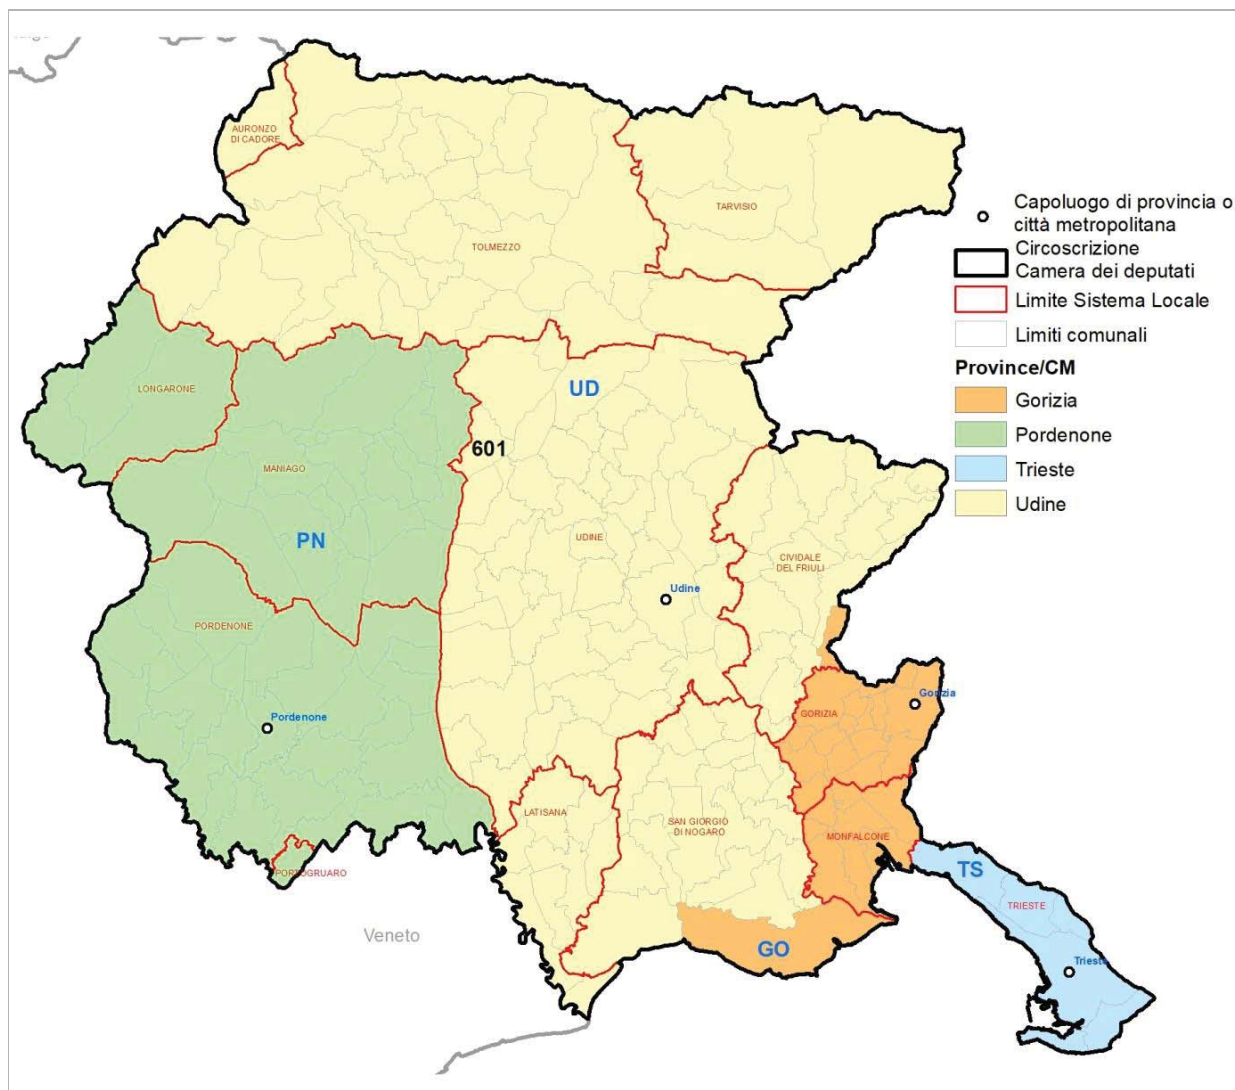 AURONZO
DI CADORE
TARVISIO
TOLMEZZO
LONGARONE
UD
601
MANIAGO
PN
UDINE
Udine
CIVIDALE
DEL FRIULI
PORDENONE
Pordenone
Gorizia
GORIZIA
LATISANA
SAN GIORGIO
DI NOGARO
MONFALCONE
PORTOGRUARO
TS
TRIESTE
Veneto
GO
Trieste
Capoluogo di provincia o
città metropolitana
Circoscrizione
Camera dei deputati
Limite Sistema Locale
Limiti comunali
Province/CM
Gorizia
Pordenone
Trieste
Udine